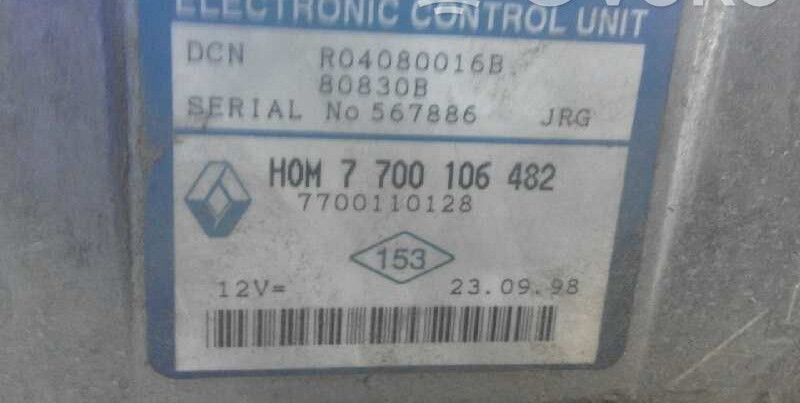 ELECTRONIC CONTROL UNIT
DCN R04080016B
80830B
SERIAL No 567886 JRG
HOM 7 700 106 482
7700110128
153
12V= 23.09.98